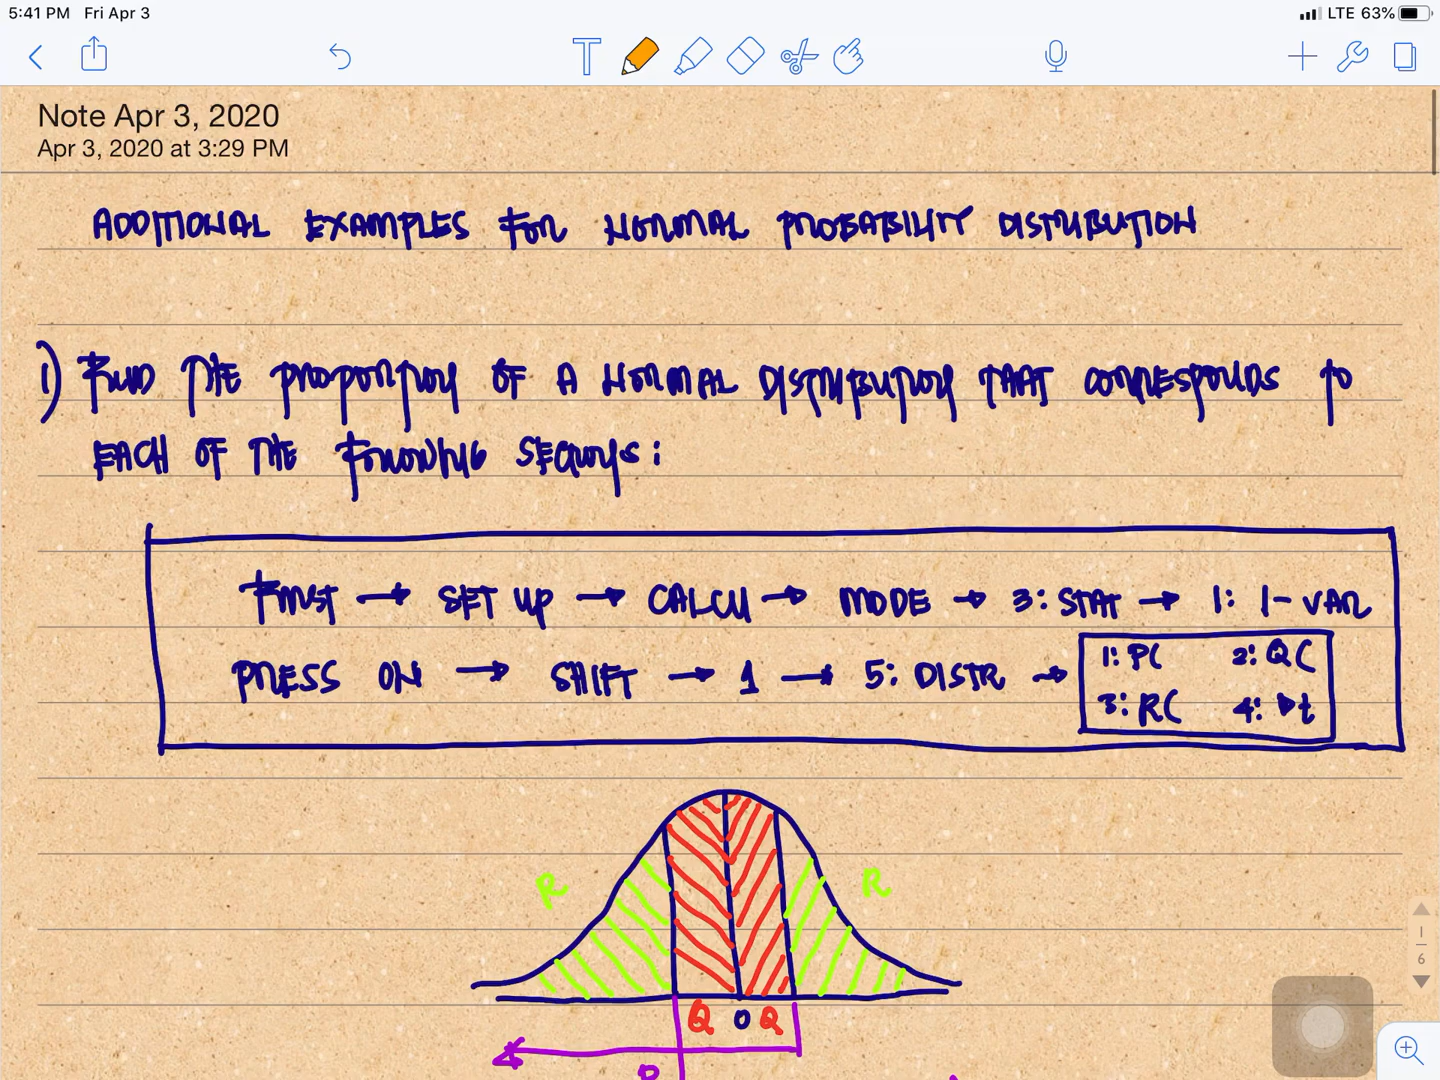 5:41 PM Fri Apr 3
LTE 63%
Note Apr 3, 2020
Apr 3, 2020 at 3:29 PM
ADDITIONAL EXAMPLES FOR NORMAL PROBABILITY DISTRIBUTION
1) FIND THE PROPORTION OF A NORMAL DISTRIBUTION THAT CORRESPONDS TO
EACH OF THE FOLLOWING SECTIONS:
FIRST → SET UP → CALCU → MODE → 3: STAT → 1: 1-VAR
PRESS ON → SHIFT → 1 → 5: DISTR →
1: P( 2: Q(
3: R( 4: ▶t
R R
Q 0 Q
P
1
6